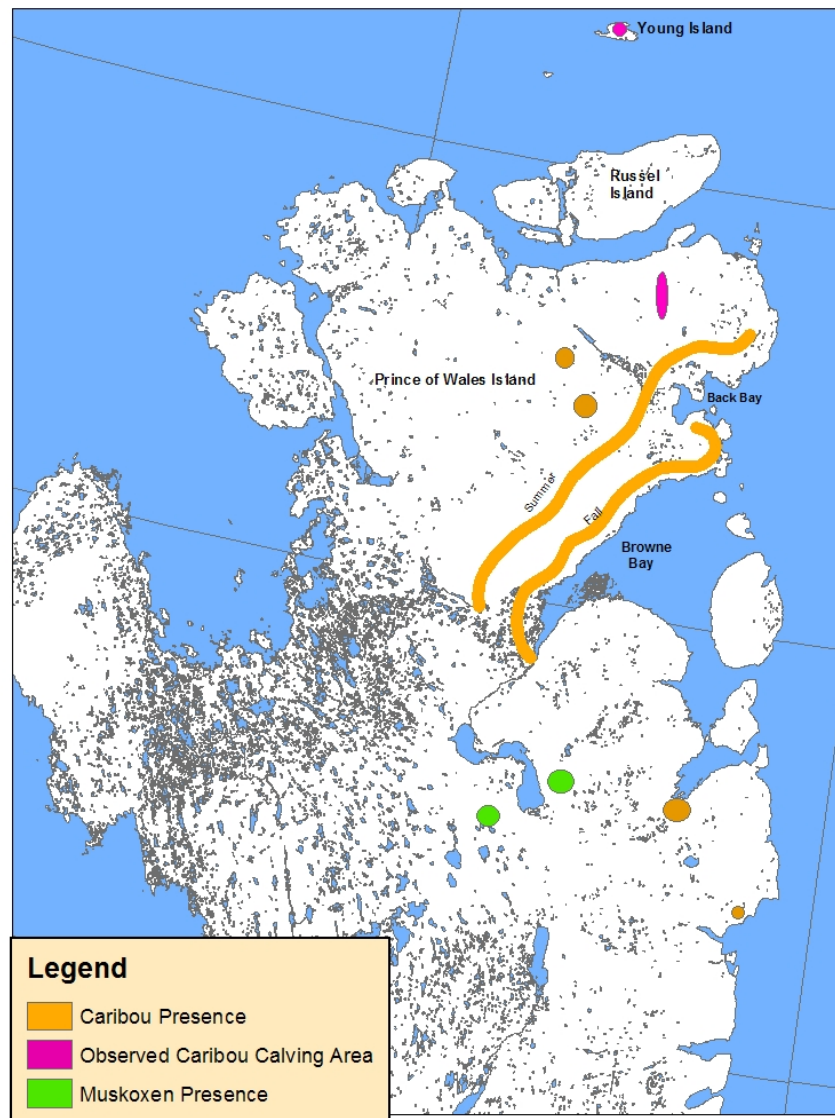 Young Island
Russel
Island
Prince of Wales Island
Back Bay
Summer
Fall
Browne
Bay
Legend
Caribou Presence
Observed Caribou Calving Area
Muskoxen Presence